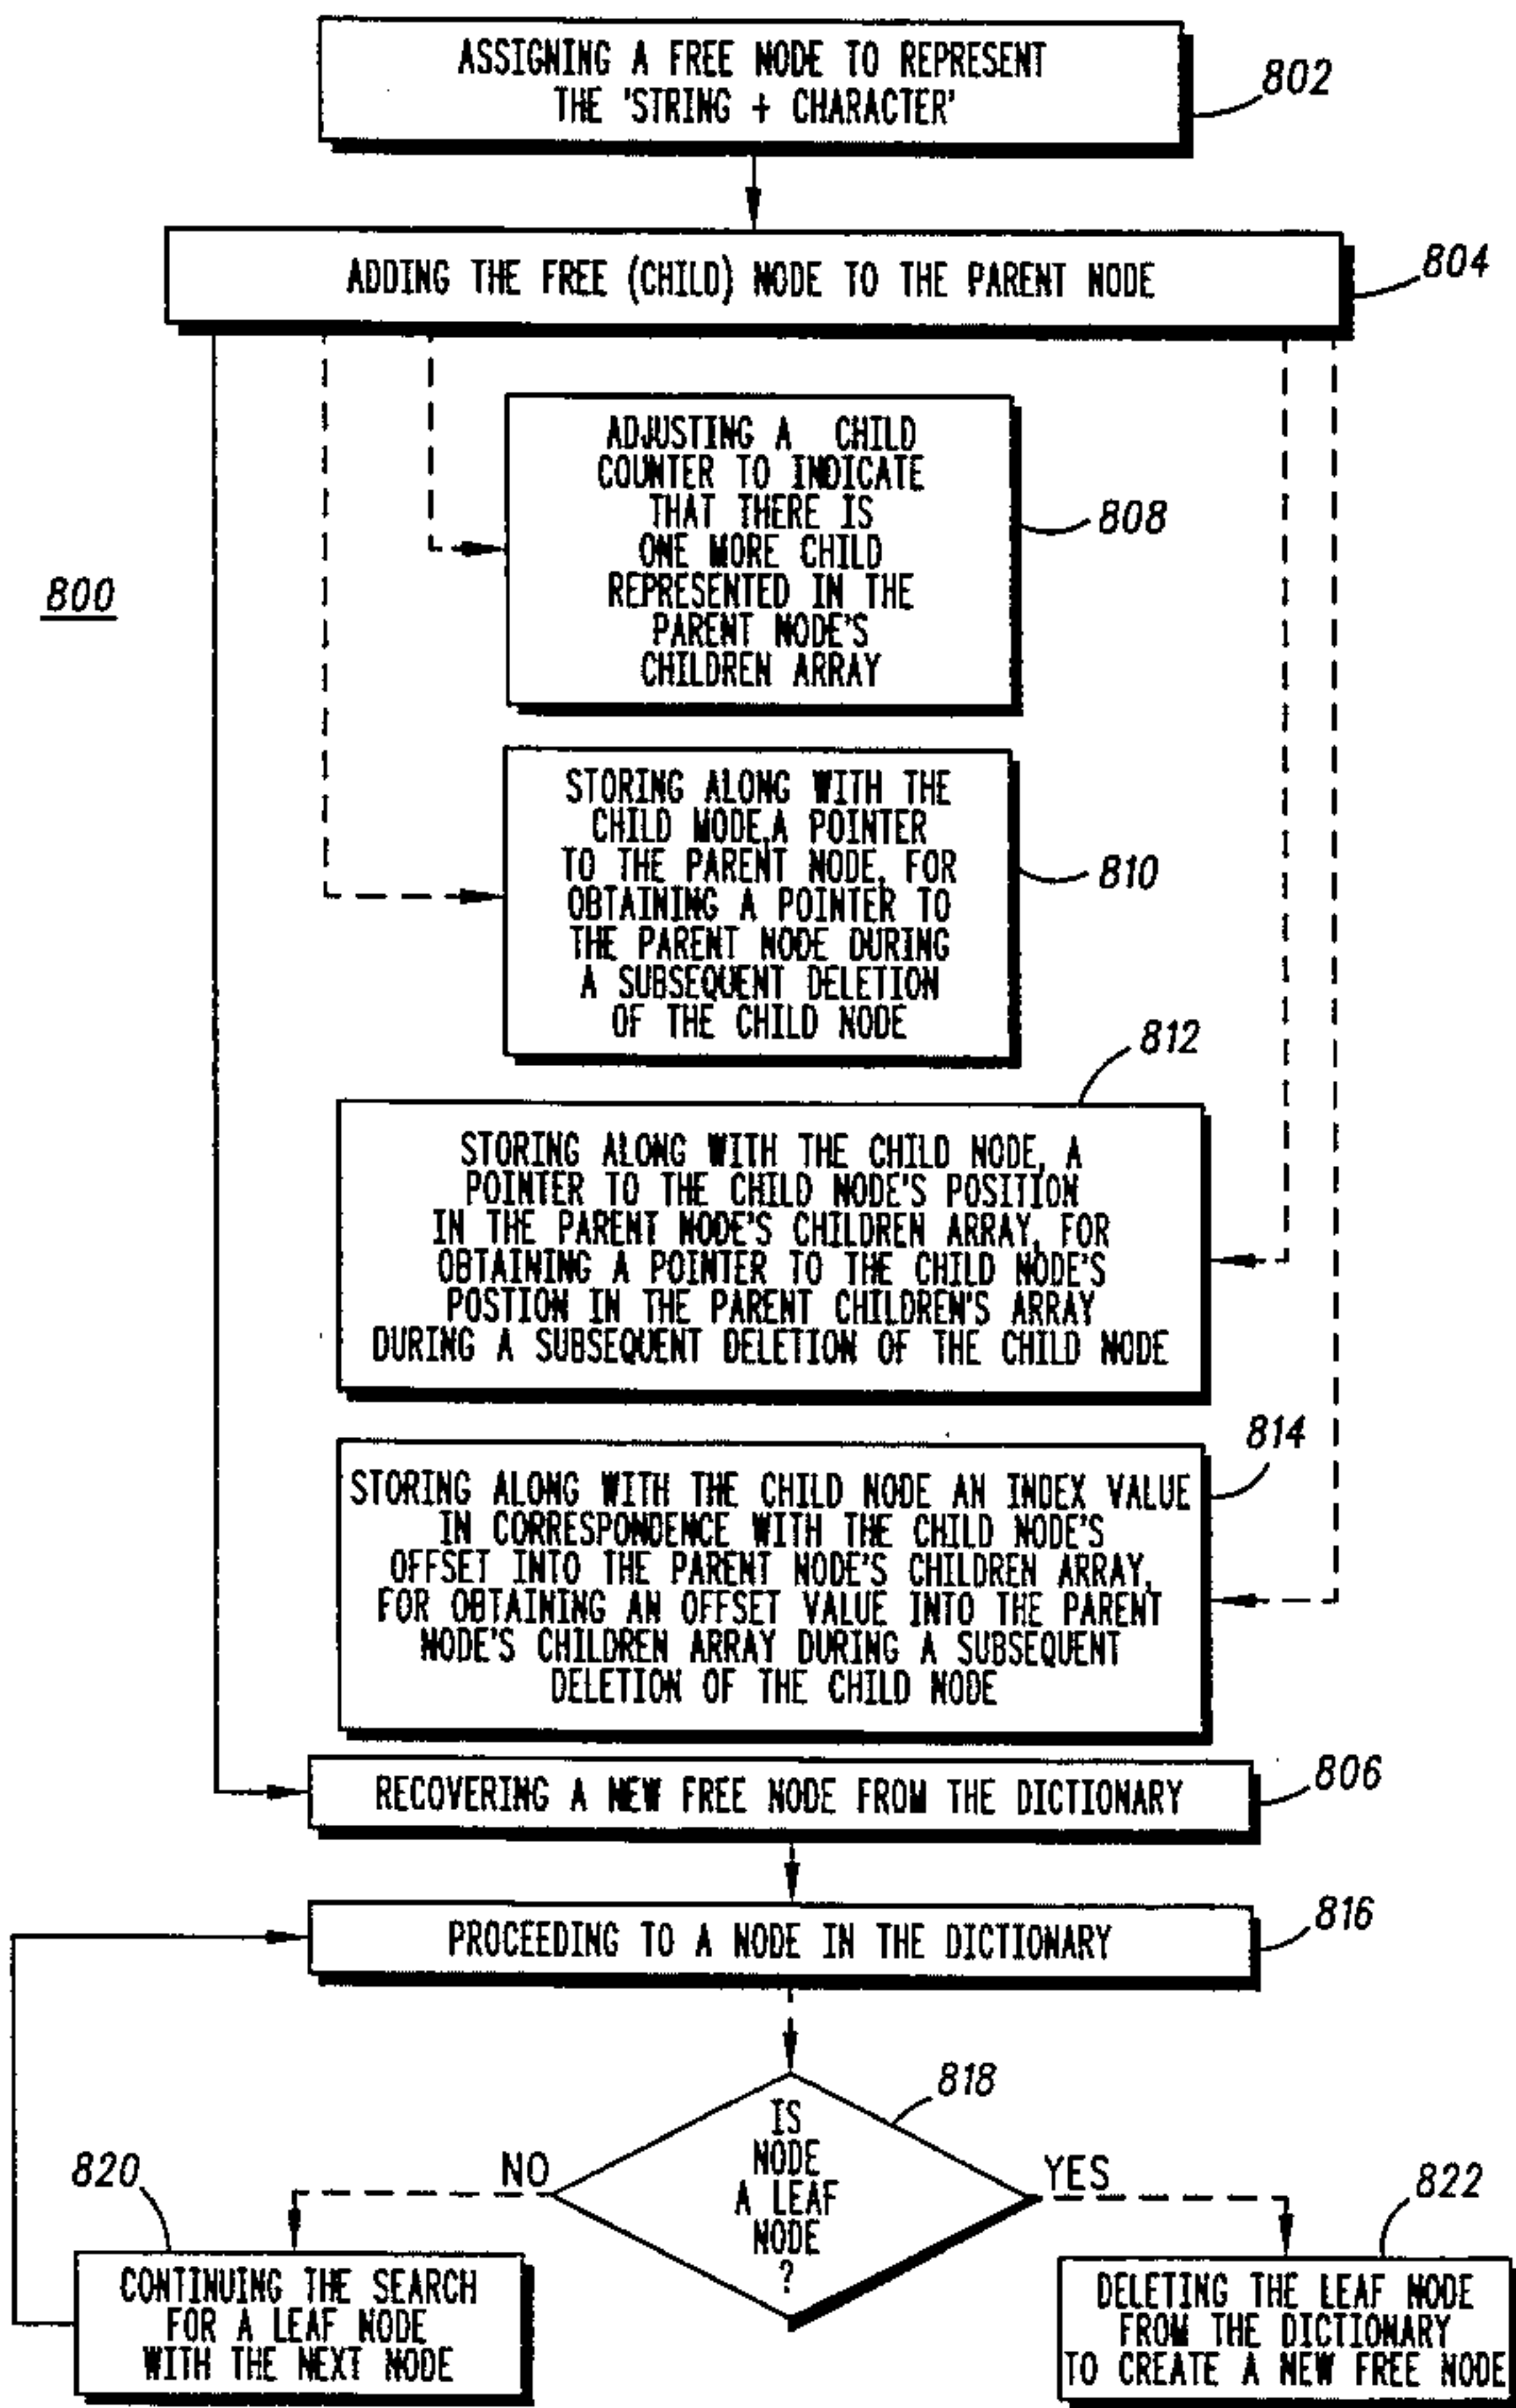 ASSIGNING A FREE NODE TO REPRESENT
THE 'STRING + CHARACTER'
802
ADDING THE FREE (CHILD) NODE TO THE PARENT NODE
804
ADJUSTING A CHILD
COUNTER TO INDICATE
THAT THERE IS
ONE MORE CHILD
REPRESENTED IN THE
PARENT NODE'S
CHILDREN ARRAY
808
800
STORING ALONG WITH THE
CHILD MODE,A POINTER
TO THE PARENT NODE, FOR
OBTAINING A POINTER TO
THE PARENT NODE DURING
A SUBSEQUENT DELETION
OF THE CHILD NODE
810
812
STORING ALONG WITH THE CHILD NODE, A
POINTER TO THE CHILD NODE'S POSITION
IN THE PARENT NODE'S CHILDREN ARRAY, FOR
OBTAINING A POINTER TO THE CHILD NODE'S
POSTION IN THE PARENT CHILDREN'S ARRAY
DURING A SUBSEQUENT DELETION OF THE CHILD NODE
814
STORING ALONG WITH THE CHILD NODE AN INDEX VALUE
IN CORRESPONDENCE WITH THE CHILD NODE'S
OFFSET INTO THE PARENT NODE'S CHILDREN ARRAY,
FOR OBTAINING AN OFFSET VALUE INTO THE PARENT
NODE'S CHILDREN ARRAY DURING A SUBSEQUENT
DELETION OF THE CHILD NODE
RECOVERING A NEW FREE NODE FROM THE DICTIONARY
806
PROCEEDING TO A NODE IN THE DICTIONARY
816
IS
NODE
A LEAF
NODE
?
818
NO
YES
820
CONTINUING THE SEARCH
FOR A LEAF NODE
WITH THE NEXT NODE
822
DELETING THE LEAF NODE
FROM THE DICTIONARY
TO CREATE A NEW FREE NODE